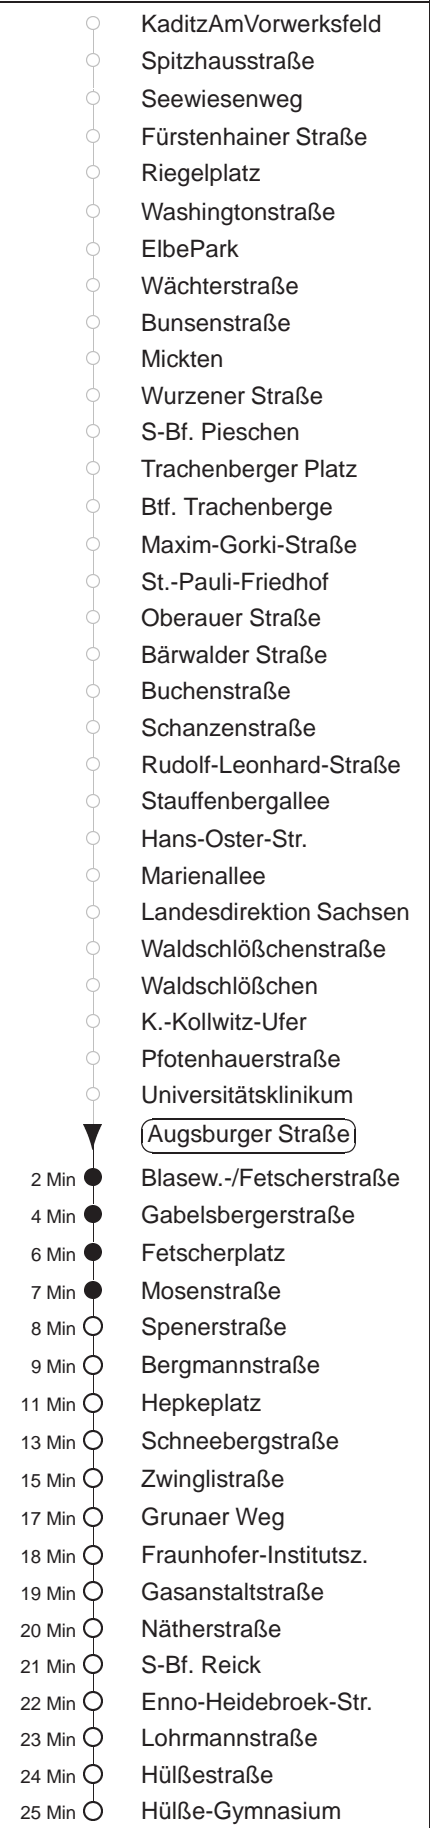 KaditzAmVorwerksfeld
Spitzhausstraße
Seewiesenweg
Fürstenhainer Straße
Riegelplatz
Washingtonstraße
ElbePark
Wächterstraße
Bunsenstraße
Mickten
Wurzener Straße
S-Bf. Pieschen
Trachenberger Platz
Btf. Trachenberge
Maxim-Gorki-Straße
St.-Pauli-Friedhof
Oberauer Straße
Bärwalder Straße
Buchenstraße
Schanzenstraße
Rudolf-Leonhard-Straße
Stauffenbergallee
Hans-Oster-Str.
Marienallee
Landesdirektion Sachsen
Waldschlößchenstraße
Waldschlößchen
K.-Kollwitz-Ufer
Pfotenhauerstraße
Universitätsklinikum
Augsburger Straße
2 Min Blasew.-/Fetscherstraße
4 Min Gabelsbergerstraße
6 Min Fetscherplatz
7 Min Mosenstraße
8 Min Spenerstraße
9 Min Bergmannstraße
11 Min Hepkeplatz
13 Min Schneebergstraße
15 Min Zwinglistraße
17 Min Grunaer Weg
18 Min Fraunhofer-Institutsz.
19 Min Gasanstaltstraße
20 Min Nätherstraße
21 Min S-Bf. Reick
22 Min Enno-Heidebroek-Str.
23 Min Lohrmannstraße
24 Min Hülßestraße
25 Min Hülße-Gymnasium